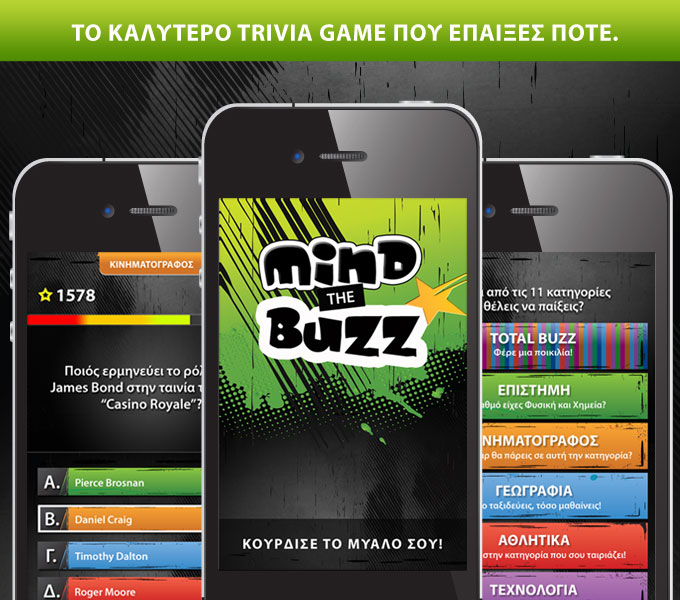 ΤΟ ΚΑΛΥΤΕΡΟ TRIVIA GAME ΠΟΥ ΕΠΑΙΞΕΣ ΠΟΤΕ.
ΚΙΝΗΜΑΤΟΓΡΑΦΟΣ
1578
Ποιός ερμηνεύει το
James Bond στην ταινία
“Casino Royale”?
Α. Pierce Brosnan
Β. Daniel Craig
Γ. Timothy Dalton
Δ. Roger Moore
MIND
THE
BUZZ
ΚΟΥΡΔΙΣΕ ΤΟ ΜΥΑΛΟ ΣΟΥ!
από τις 11 κατηγορίες
θέλεις να παίξεις?
TOTAL BUZZ
Φέρε μια ποικιλία!
ΕΠΙΣΤΗΜΗ
είχες Φυσική και Χημεία?
ΝΗΜΑΤΟΓΡΑΦΟΣ
θα πάρεις σε αυτή την κατηγορία?
ΓΕΩΓΡΑΦΙΑ
ταξιδεύεις, τόσο μαθαίνεις!
ΑΘΛΗΤΙΚΑ
στην κατηγορία που σου ταιριάζει!
ΤΕΧΝΟΛΟΓΙΑ